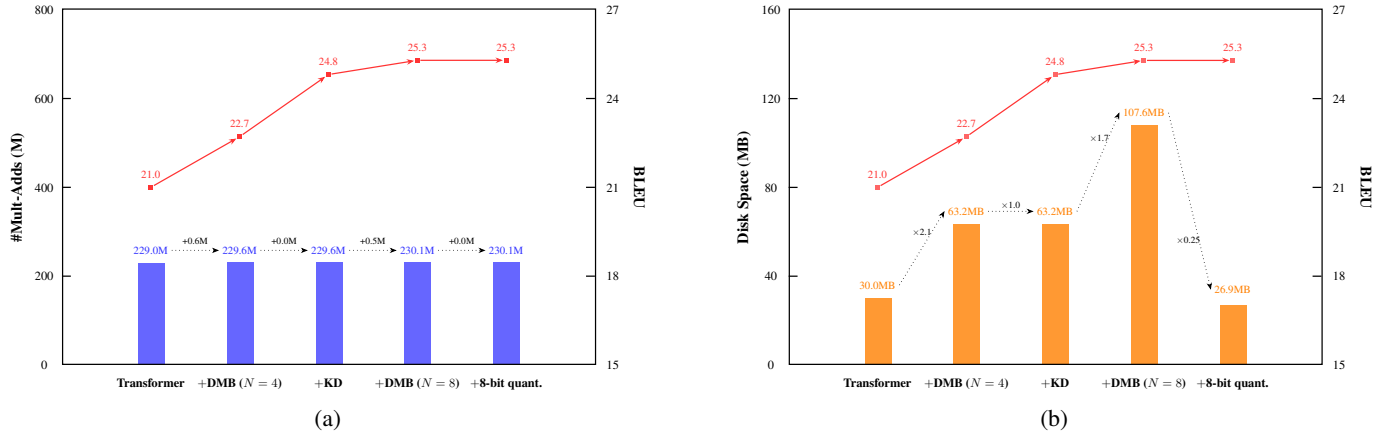 800
600
400
200
0
#Mult-Adds (M)
27
24
21
18
15
BLEU
21.0
22.7
24.8
25.3
25.3
+0.6M
+0.0M
+0.5M
+0.0M
229.0M
229.6M
229.6M
230.1M
230.1M
Transformer
+DMB (N = 4)
+KD
+DMB (N = 8)
+8-bit quant.
(a)
160
120
80
40
0
Disk Space (MB)
27
24
21
18
15
BLEU
21.0
22.7
24.8
25.3
25.3
×2.1
×1.0
×1.7
×0.25
30.0MB
63.2MB
63.2MB
107.6MB
26.9MB
Transformer
+DMB (N = 4)
+KD
+DMB (N = 8)
+8-bit quant.
(b)